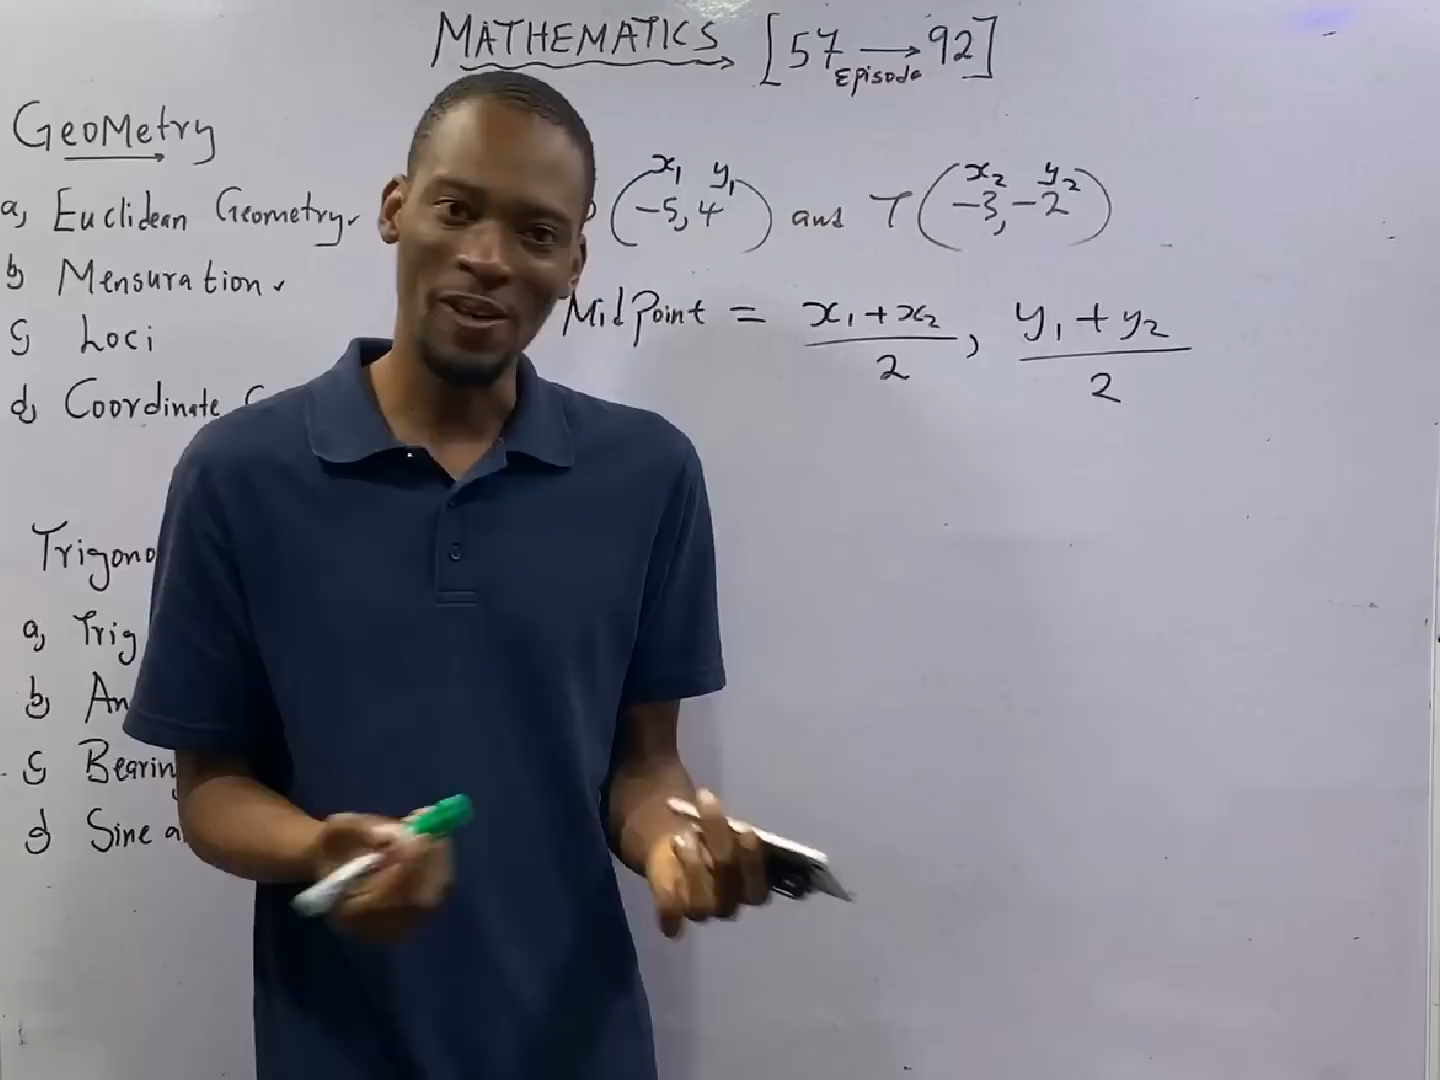 MATHEMATICS [57 → 92]
Episode
Geometry
a, Euclidean Geometry
b, Mensuration
c, Loci
d, Coordinate
Trigono
a, Trig
b, An
c, Bearin
d, Sine a
x₁ y₁ x₂ y₂
(-5, 4) and T(-3, -2)
MidPoint = x₁+x₂/2, y₁+y₂/2